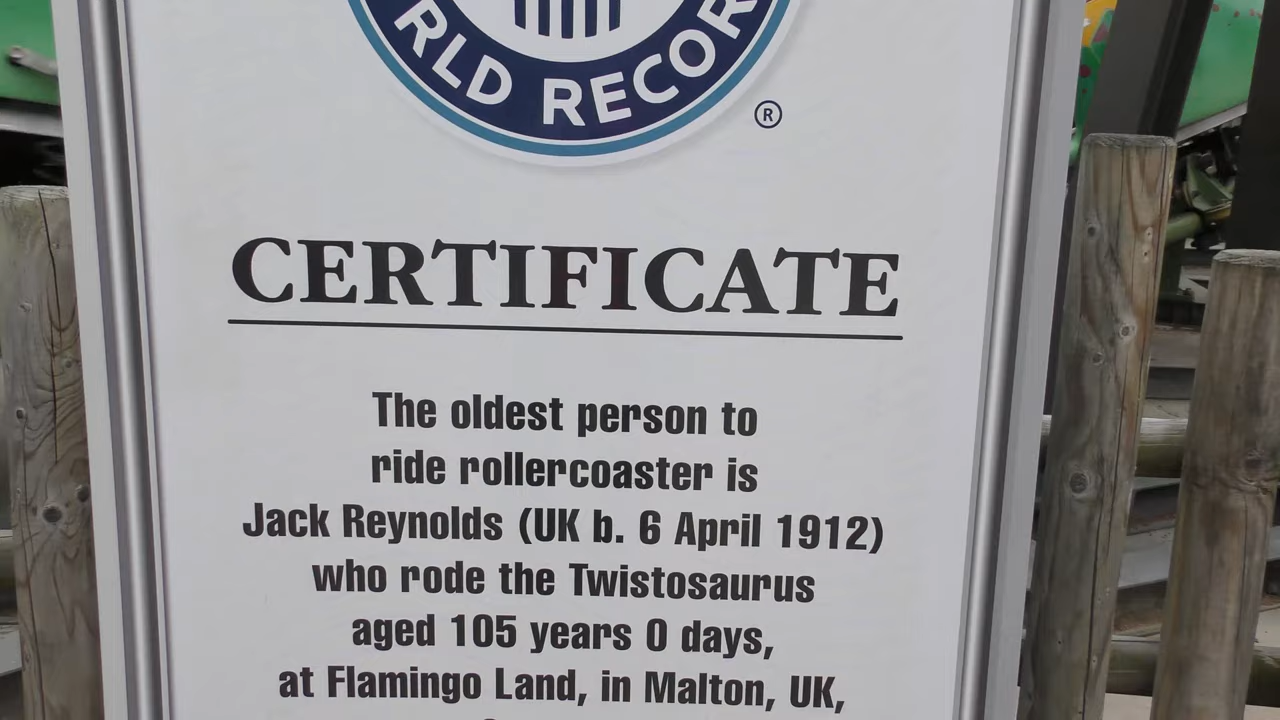 RLD RECOR
®
CERTIFICATE
The oldest person to
ride rollercoaster is
Jack Reynolds (UK b. 6 April 1912)
who rode the Twistosaurus
aged 105 years 0 days,
at Flamingo Land, in Malton, UK,